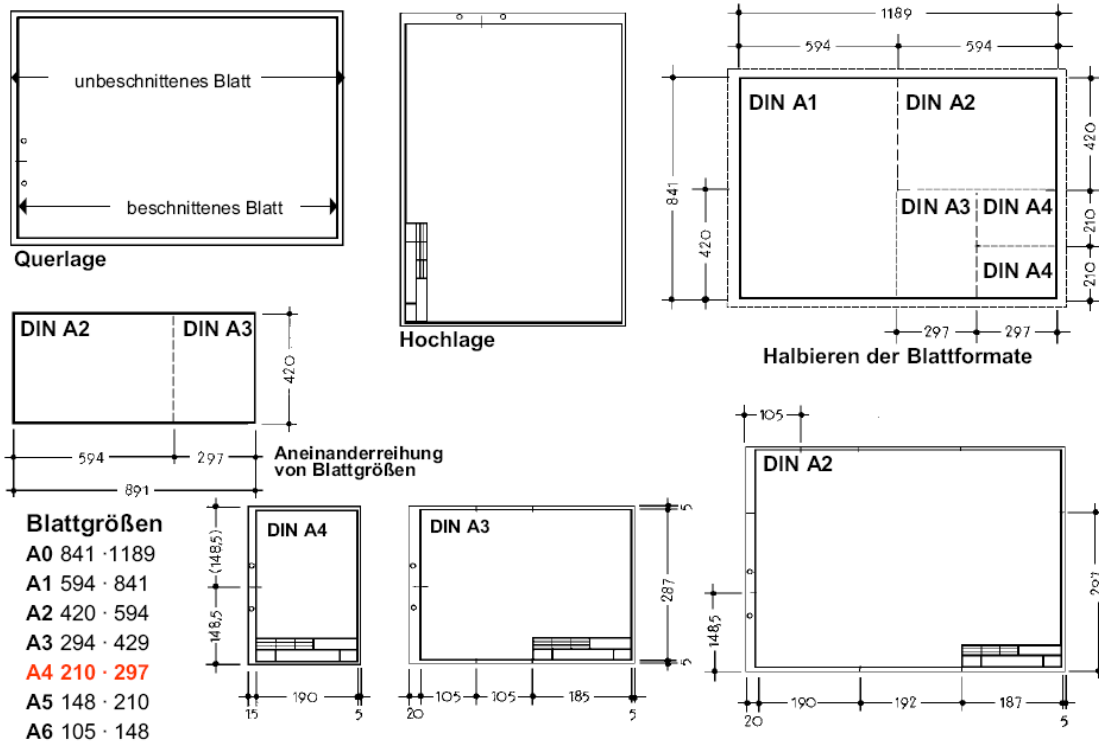 unbeschnittenes Blatt
beschnittenes Blatt
Querlage
Hochlage
1189
594
594
DIN A1
DIN A2
841
420
420
DIN A3
DIN A4
210
DIN A4
210
297
297
Halbieren der Blattformate
DIN A2
DIN A3
420
594
297
891
Aneinanderreihung
von Blattgrößen
Blattgrößen
A0 841 · 1189
A1 594 · 841
A2 420 · 594
A3 294 · 429
A4 210 · 297
A5 148 · 210
A6 105 · 148
DIN A4
(148,5)
148,5
15
190
5
DIN A3
5
287
5
20
105
105
185
5
105
DIN A2
148,5
297
20
190
192
187
5